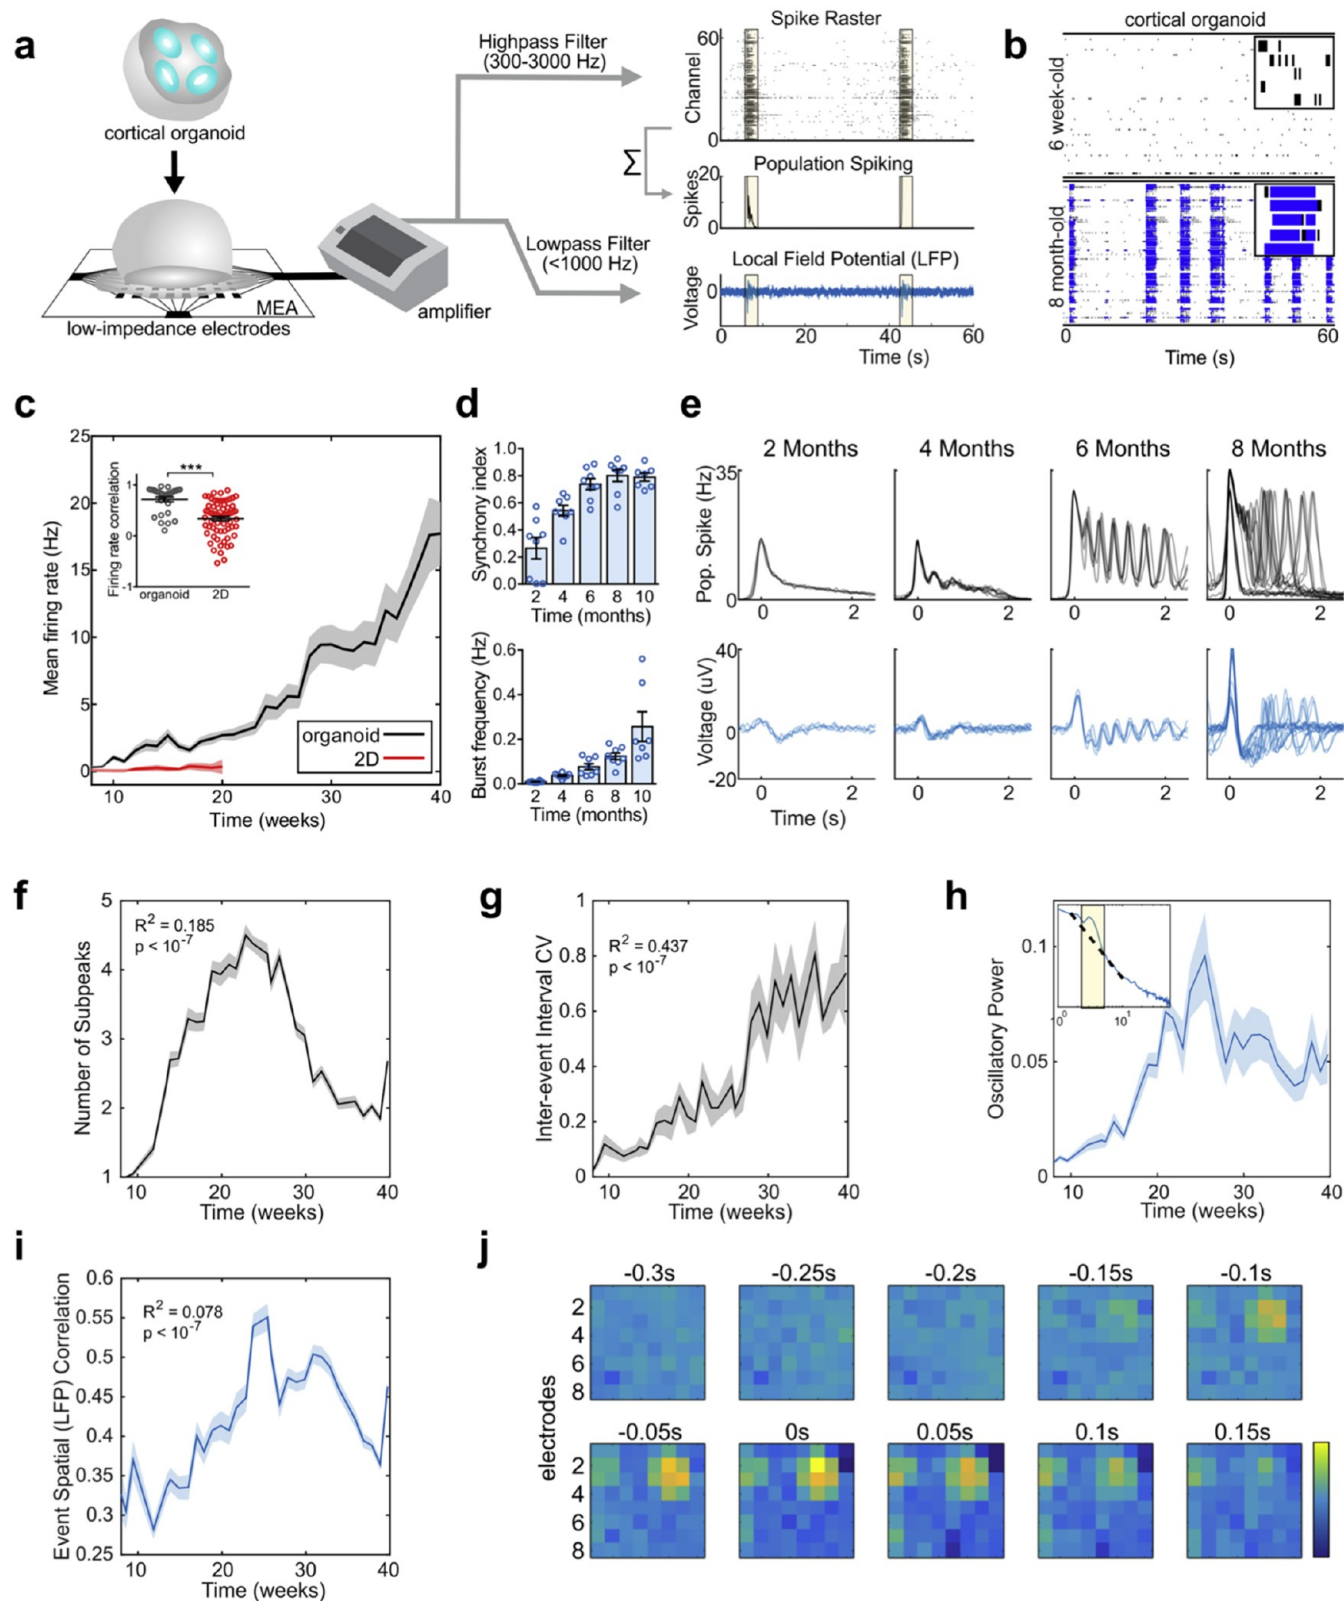 a
cortical organoid
MEA
low-impedance electrodes
amplifier
Highpass Filter
(300-3000 Hz)
Lowpass Filter
(<1000 Hz)
Σ
Spike Raster
60
Channel
0
Population Spiking
20
Spikes
0
Local Field Potential (LFP)
Voltage
0
0 20 40 60
Time (s)
b
cortical organoid
6 week-old
8 month-old
0 60
Time (s)
c
25
20
15
10
5
0
Mean firing rate (Hz)
***
1
0
-1
Firing rate correlation
organoid 2D
organoid
2D
10 20 30 40
Time (weeks)
d
1.0
0.8
0.6
0.4
0.2
0.0
Synchrony index
2 4 6 8 10
Time (months)
0.6
0.4
0.2
0.0
Burst frequency (Hz)
2 4 6 8 10
Time (months)
e
2 Months 4 Months 6 Months 8 Months
35
Pop. Spike (Hz)
0
0 2 0 2 0 2 0 2
40
Voltage (uV)
0
-20
0 2 0 2 0 2 0 2
Time (s)
f
5
4
3
2
1
Number of Subpeaks
R² = 0.185
p < 10⁻⁷
10 20 30 40
Time (weeks)
g
1
0.8
0.6
0.4
0.2
0
Inter-event Interval CV
R² = 0.437
p < 10⁻⁷
10 20 30 40
Time (weeks)
h
0.1
0.05
0
Oscillatory Power
10⁰ 10¹
10 20 30 40
Time (weeks)
i
0.6
0.55
0.5
0.45
0.4
0.35
0.3
0.25
Event Spatial (LFP) Correlation
R² = 0.078
p < 10⁻⁷
10 20 30 40
Time (weeks)
j
-0.3s -0.25s -0.2s -0.15s -0.1s
2
4
6
8
electrodes
-0.05s 0s 0.05s 0.1s 0.15s
2
4
6
8